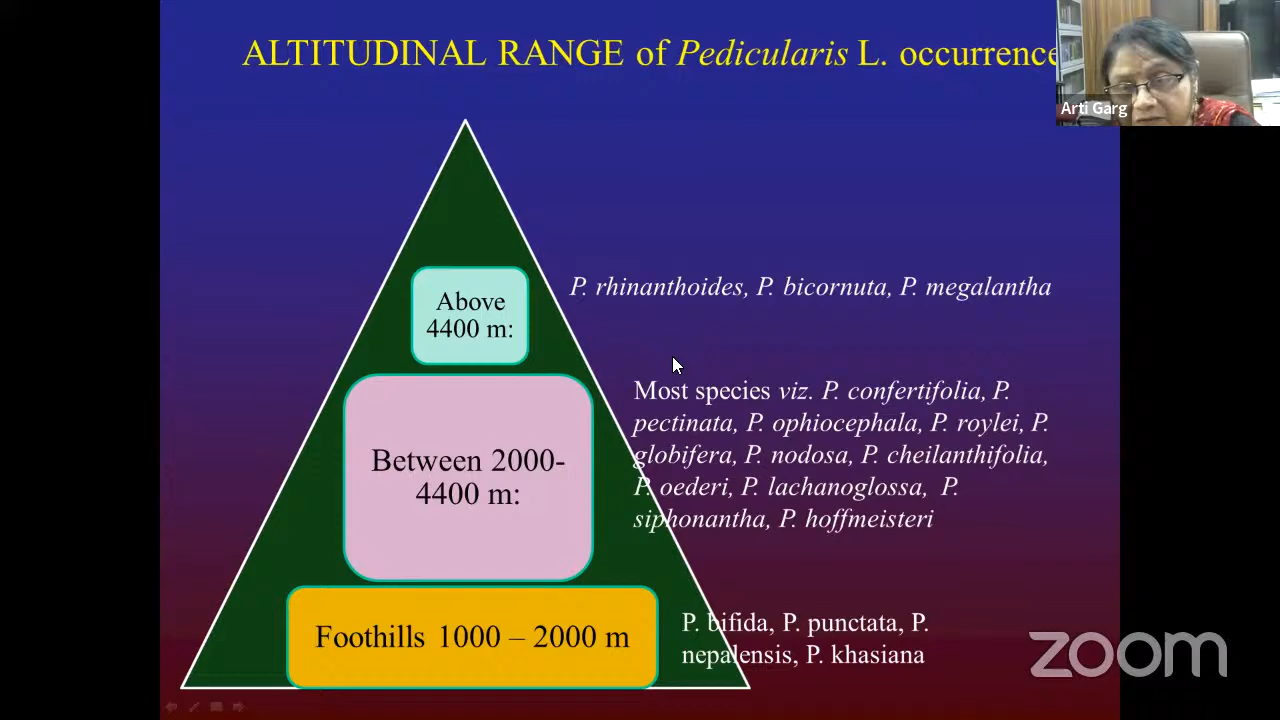 ALTITUDINAL RANGE of Pedicularis L. occurrence
Arti Garg
Above
4400 m:
P. rhinanthoides, P. bicornuta, P. megalantha
Between 2000-
4400 m:
Most species viz. P. confertifolia, P.
pectinata, P. ophiocephala, P. roylei, P.
globifera, P. nodosa, P. cheilanthifolia,
P. oederi, P. lachanoglossa, P.
siphonantha, P. hoffmeisteri
Foothills 1000 – 2000 m
P. bifida, P. punctata, P.
nepalensis, P. khasiana
zoom